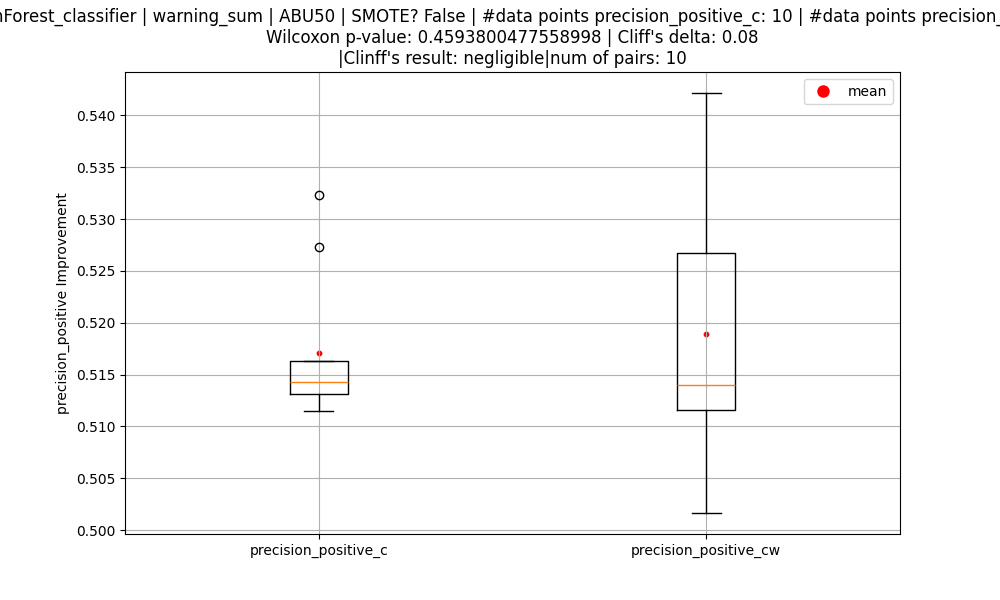 Forest_classifier | warning_sum | ABU50 | SMOTE? False | #data points precision_positive_c: 10 | #data points precision_
Wilcoxon p-value: 0.4593800477558998 | Cliff's delta: 0.08
|Clinff's result: negligible|num of pairs: 10
mean
0.540
0.535
0.530
0.525
0.520
0.515
0.510
0.505
0.500
precision_positive Improvement
precision_positive_c precision_positive_cw